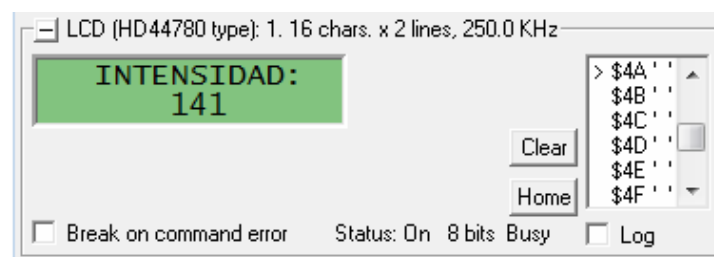 LCD (HD44780 type): 1. 16 chars. x 2 lines, 250.0 KHz
INTENSIDAD:
141
> $4A ' '
$4B ' '
$4C ' '
$4D ' '
$4E ' '
$4F ' '
Clear
Home
Break on command error Status: On 8 bits Busy Log